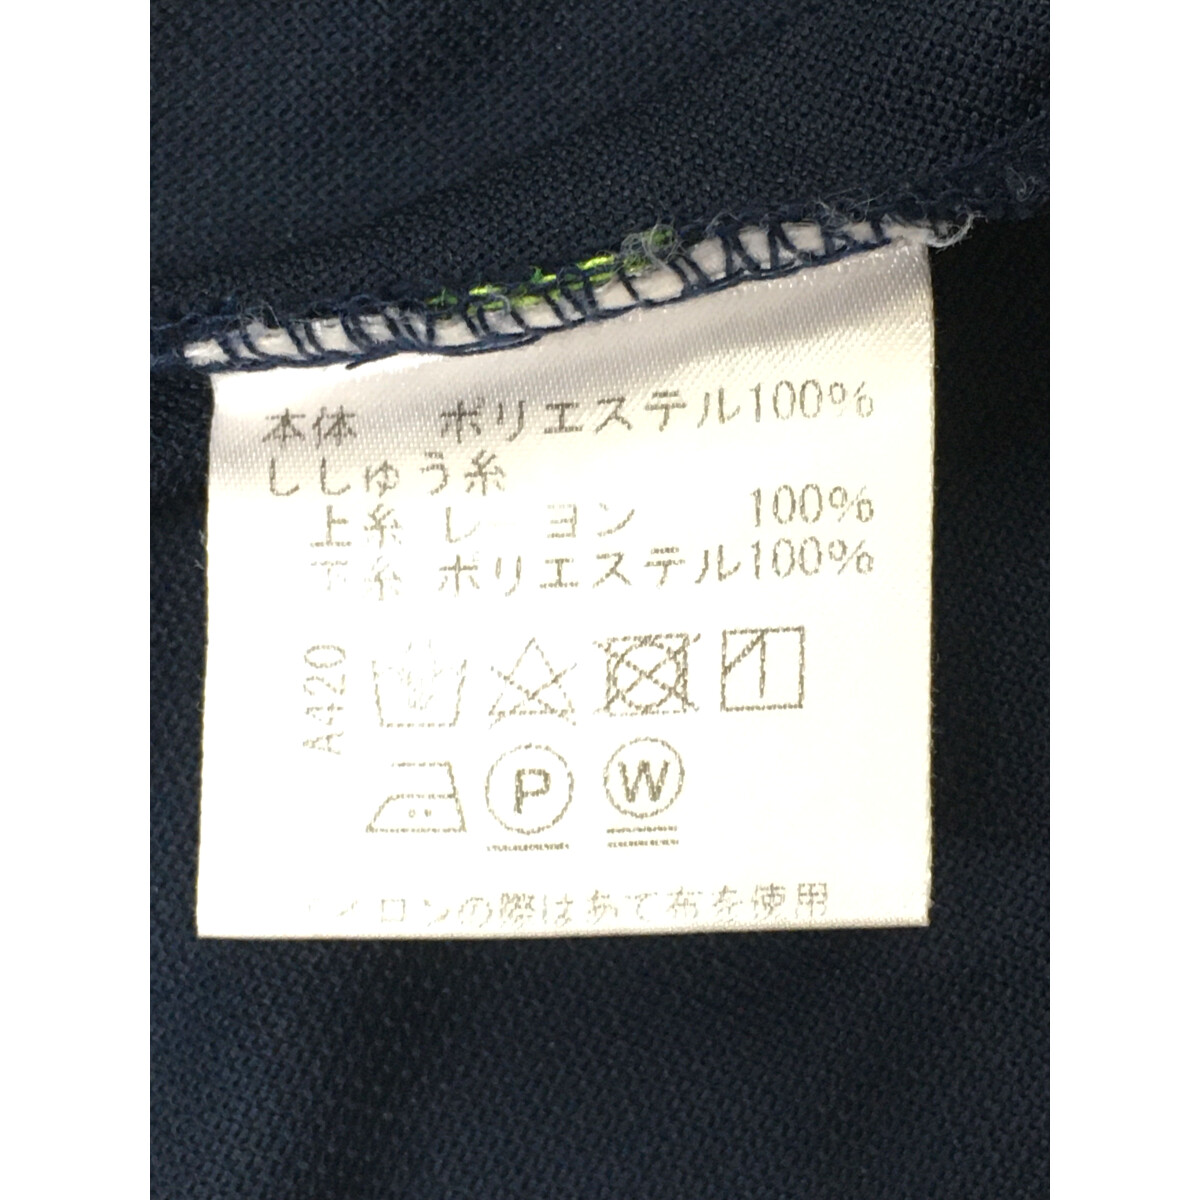 本体 ポリエステル100%
ししゅう糸
上糸 レーヨン 100%
下糸 ポリエステル100%
A420
P W
アイロンの際はあて布を使用